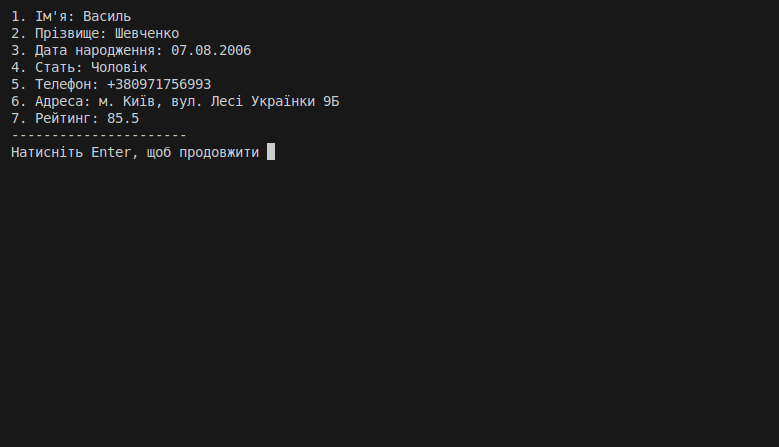 1. Ім'я: Василь
2. Прізвище: Шевченко
3. Дата народження: 07.08.2006
4. Стать: Чоловік
5. Телефон: +380971756993
6. Адреса: м. Київ, вул. Лесі Українки 9Б
7. Рейтинг: 85.5
----------------------
Натисніть Enter, щоб продовжити